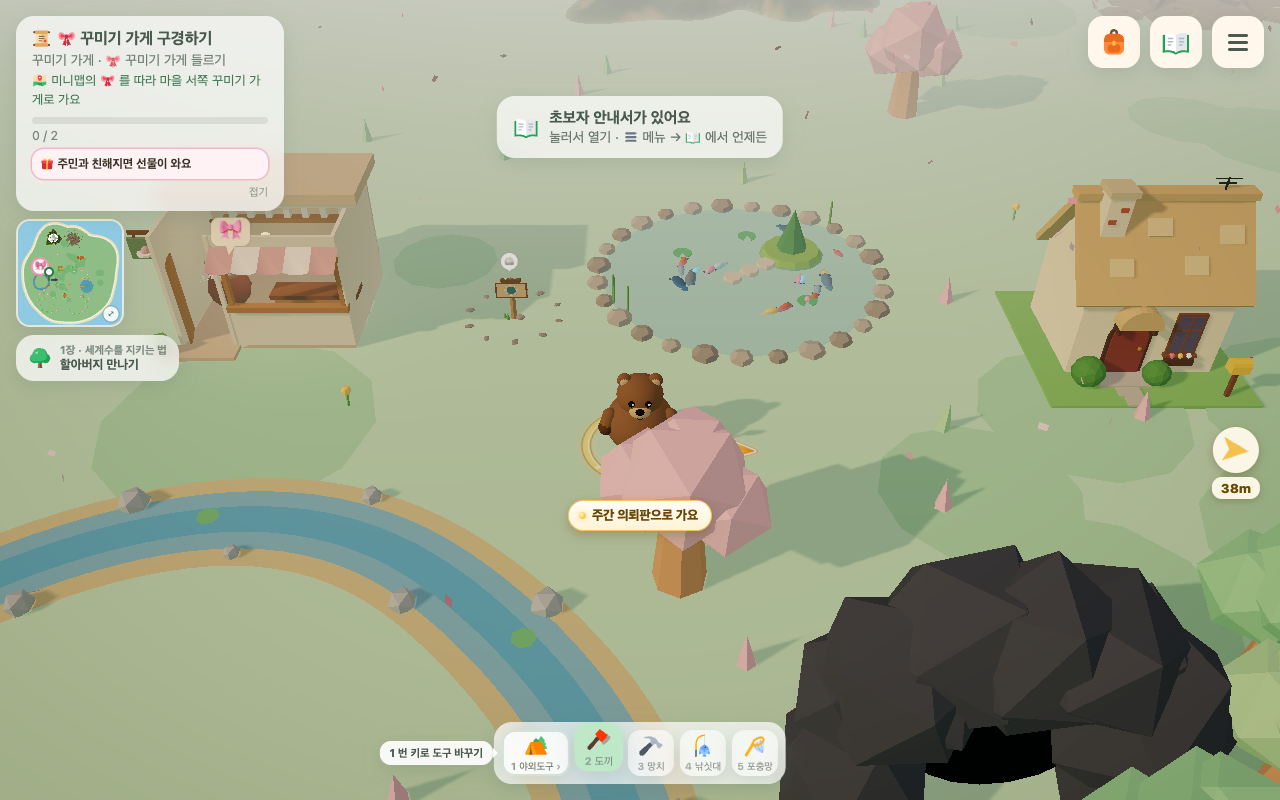 꾸미기 가게 구경하기
꾸미기 가게 · 꾸미기 가게 들르기
미니맵의 를 따라 마을 서쪽 꾸미기 가
게로 가요
0 / 2
주민과 친해지면 선물이 와요
접기
초보자 안내서가 있어요
눌러서 열기 · 메뉴 → 에서 언제든
1장 · 세계수를 지키는 법
할아버지 만나기
38m
주간 의뢰판으로 가요
1 번 키로 도구 바꾸기
1 야외도구 ›
2 도끼
3 망치
4 낚싯대
5 포충망